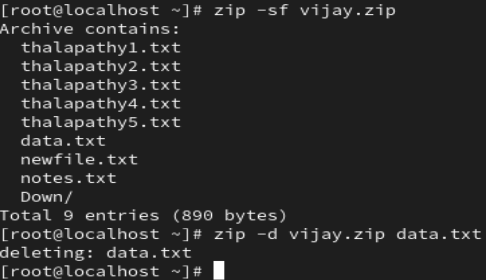 [root@localhost ~]# zip -sf vijay.zip
Archive contains:
  thalapathy1.txt
  thalapathy2.txt
  thalapathy3.txt
  thalapathy4.txt
  thalapathy5.txt
  data.txt
  newfile.txt
  notes.txt
  Down/
Total 9 entries (890 bytes)
[root@localhost ~]# zip -d vijay.zip data.txt
deleting: data.txt
[root@localhost ~]#